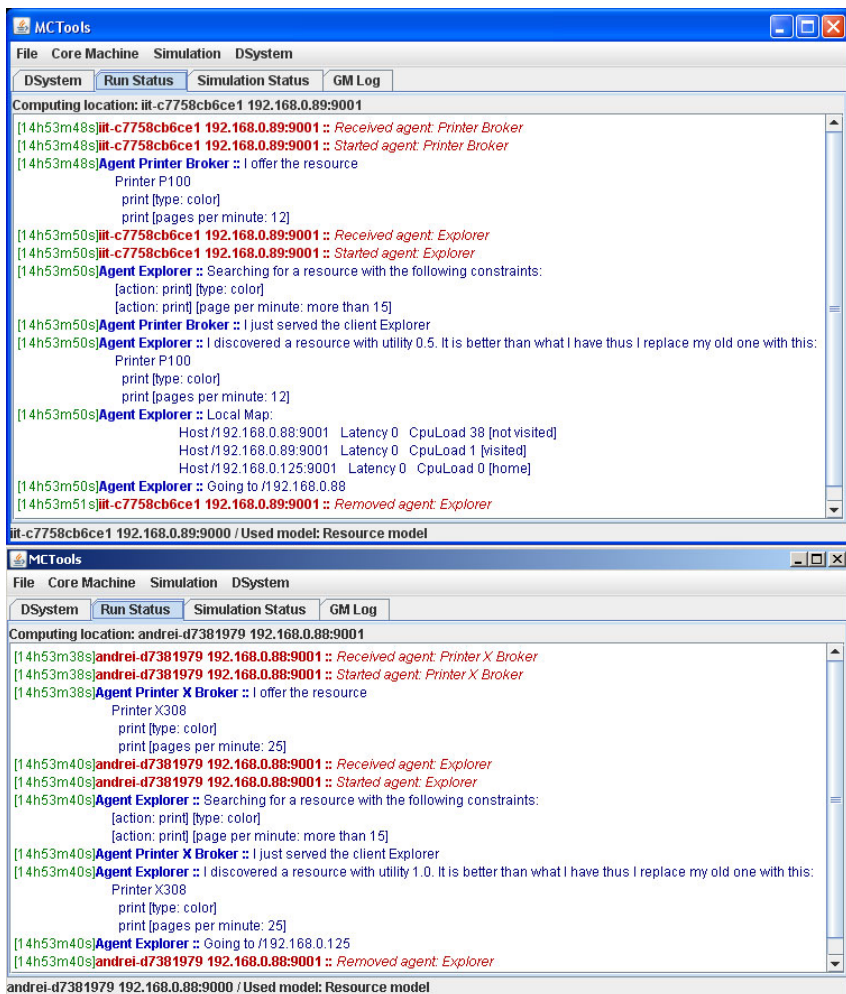 MCTools
File Core Machine Simulation DSystem
DSystem Run Status Simulation Status GM Log
Computing location: iit-c7758cb6ce1 192.168.0.89:9001
[14h53m48s]iit-c7758cb6ce1 192.168.0.89:9001 :: Received agent: Printer Broker
[14h53m48s]iit-c7758cb6ce1 192.168.0.89:9001 :: Started agent: Printer Broker
[14h53m48s]Agent Printer Broker :: I offer the resource
Printer P100
print [type: color]
print [pages per minute: 12]
[14h53m50s]iit-c7758cb6ce1 192.168.0.89:9001 :: Received agent: Explorer
[14h53m50s]iit-c7758cb6ce1 192.168.0.89:9001 :: Started agent: Explorer
[14h53m50s]Agent Explorer :: Searching for a resource with the following constraints:
[action: print] [type: color]
[action: print] [page per minute: more than 15]
[14h53m50s]Agent Printer Broker :: I just served the client Explorer
[14h53m50s]Agent Explorer :: I discovered a resource with utility 0.5. It is better than what I have thus I replace my old one with this:
Printer P100
print [type: color]
print [pages per minute: 12]
[14h53m50s]Agent Explorer :: Local Map:
Host /192.168.0.88:9001 Latency 0 CpuLoad 38 [not visited]
Host /192.168.0.89:9001 Latency 0 CpuLoad 1 [visited]
Host /192.168.0.125:9001 Latency 0 CpuLoad 0 [home]
[14h53m50s]Agent Explorer :: Going to /192.168.0.88
[14h53m51s]iit-c7758cb6ce1 192.168.0.89:9001 :: Removed agent: Explorer
iit-c7758cb6ce1 192.168.0.89:9000 / Used model: Resource model
MCTools
File Core Machine Simulation DSystem
DSystem Run Status Simulation Status GM Log
Computing location: andrei-d7381979 192.168.0.88:9001
[14h53m38s]andrei-d7381979 192.168.0.88:9001 :: Received agent: Printer X Broker
[14h53m38s]andrei-d7381979 192.168.0.88:9001 :: Started agent: Printer X Broker
[14h53m38s]Agent Printer X Broker :: I offer the resource
Printer X308
print [type: color]
print [pages per minute: 25]
[14h53m40s]andrei-d7381979 192.168.0.88:9001 :: Received agent: Explorer
[14h53m40s]andrei-d7381979 192.168.0.88:9001 :: Started agent: Explorer
[14h53m40s]Agent Explorer :: Searching for a resource with the following constraints:
[action: print] [type: color]
[action: print] [page per minute: more than 15]
[14h53m40s]Agent Printer X Broker :: I just served the client Explorer
[14h53m40s]Agent Explorer :: I discovered a resource with utility 1.0. It is better than what I have thus I replace my old one with this:
Printer X308
print [type: color]
print [pages per minute: 25]
[14h53m40s]Agent Explorer :: Going to /192.168.0.125
[14h53m40s]andrei-d7381979 192.168.0.88:9001 :: Removed agent: Explorer
andrei-d7381979 192.168.0.88:9000 / Used model: Resource model